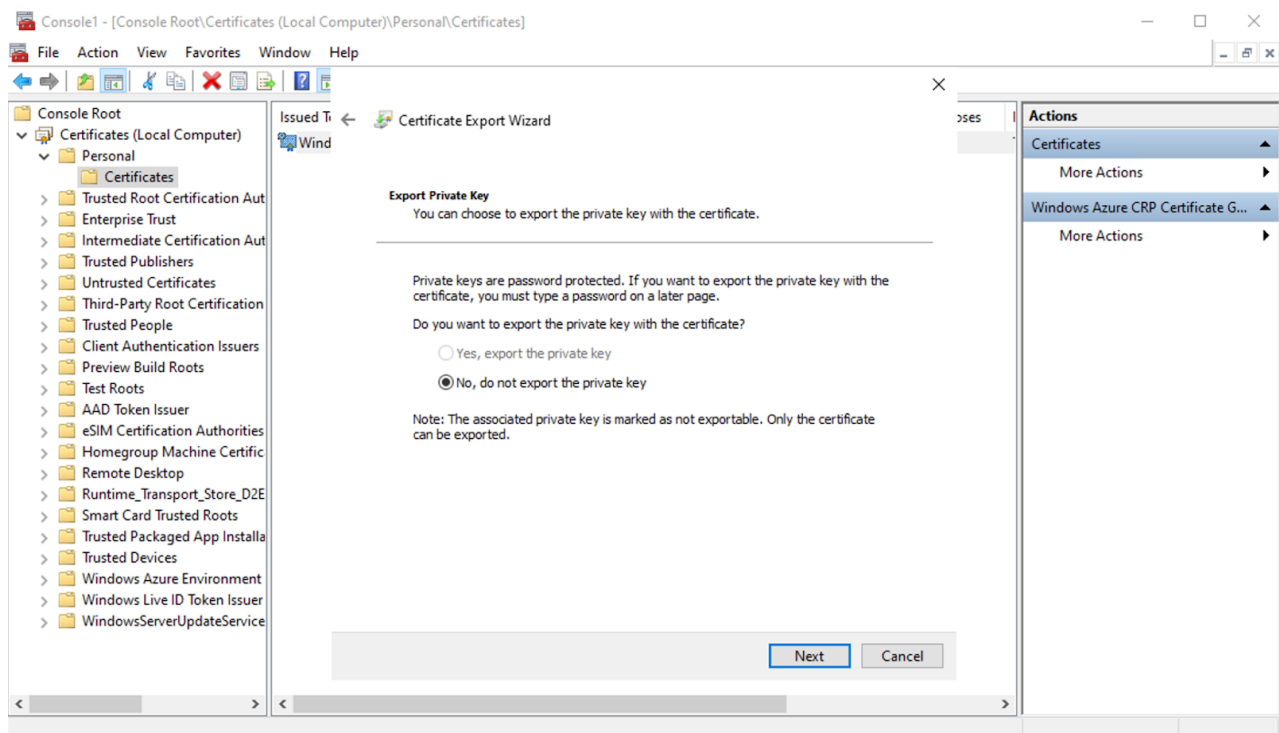 Console1 - [Console Root\Certificates (Local Computer)\Personal\Certificates]
File Action View Favorites Window Help
Console Root
Certificates (Local Computer)
Personal
Certificates
Trusted Root Certification Aut
Enterprise Trust
Intermediate Certification Aut
Trusted Publishers
Untrusted Certificates
Third-Party Root Certification
Trusted People
Client Authentication Issuers
Preview Build Roots
Test Roots
AAD Token Issuer
eSIM Certification Authorities
Homegroup Machine Certific
Remote Desktop
Runtime_Transport_Store_D2E
Smart Card Trusted Roots
Trusted Packaged App Installa
Trusted Devices
Windows Azure Environment
Windows Live ID Token Issuer
WindowsServerUpdateService
Issued T
Wind
oses
Certificate Export Wizard
Export Private Key
You can choose to export the private key with the certificate.
Private keys are password protected. If you want to export the private key with the
certificate, you must type a password on a later page.
Do you want to export the private key with the certificate?
Yes, export the private key
No, do not export the private key
Note: The associated private key is marked as not exportable. Only the certificate
can be exported.
Next
Cancel
Actions
Certificates
More Actions
Windows Azure CRP Certificate G...
More Actions